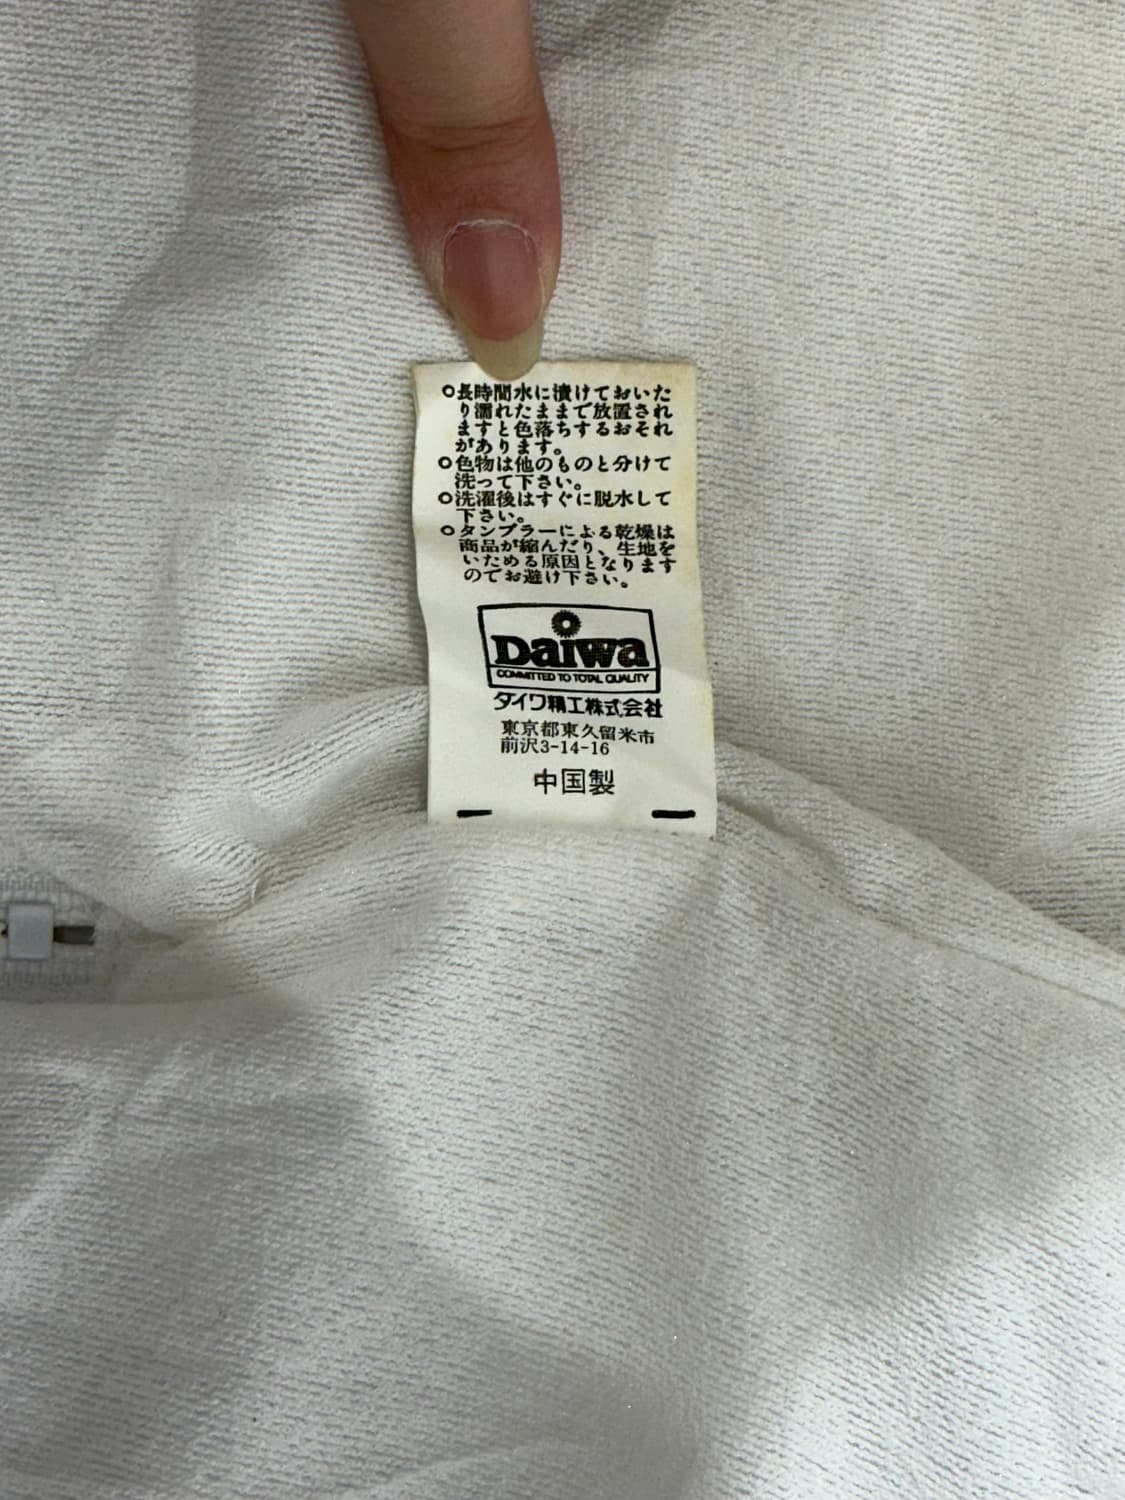 ○長時間水に漬けておいた
り濡れたままで放置され
ますと色落ちするおそれ
があります。
○色物は他のものと分けて
洗って下さい。
○洗濯後はすぐに脱水して
下さい。
○タンブラーによる乾燥は
商品が縮んだり、生地を
いためる原因となります
のでお避け下さい。
Daiwa
COMMITTED TO TOTAL QUALITY
ダイワ精工株式会社
東京都東久留米市
前沢3-14-16
中国製